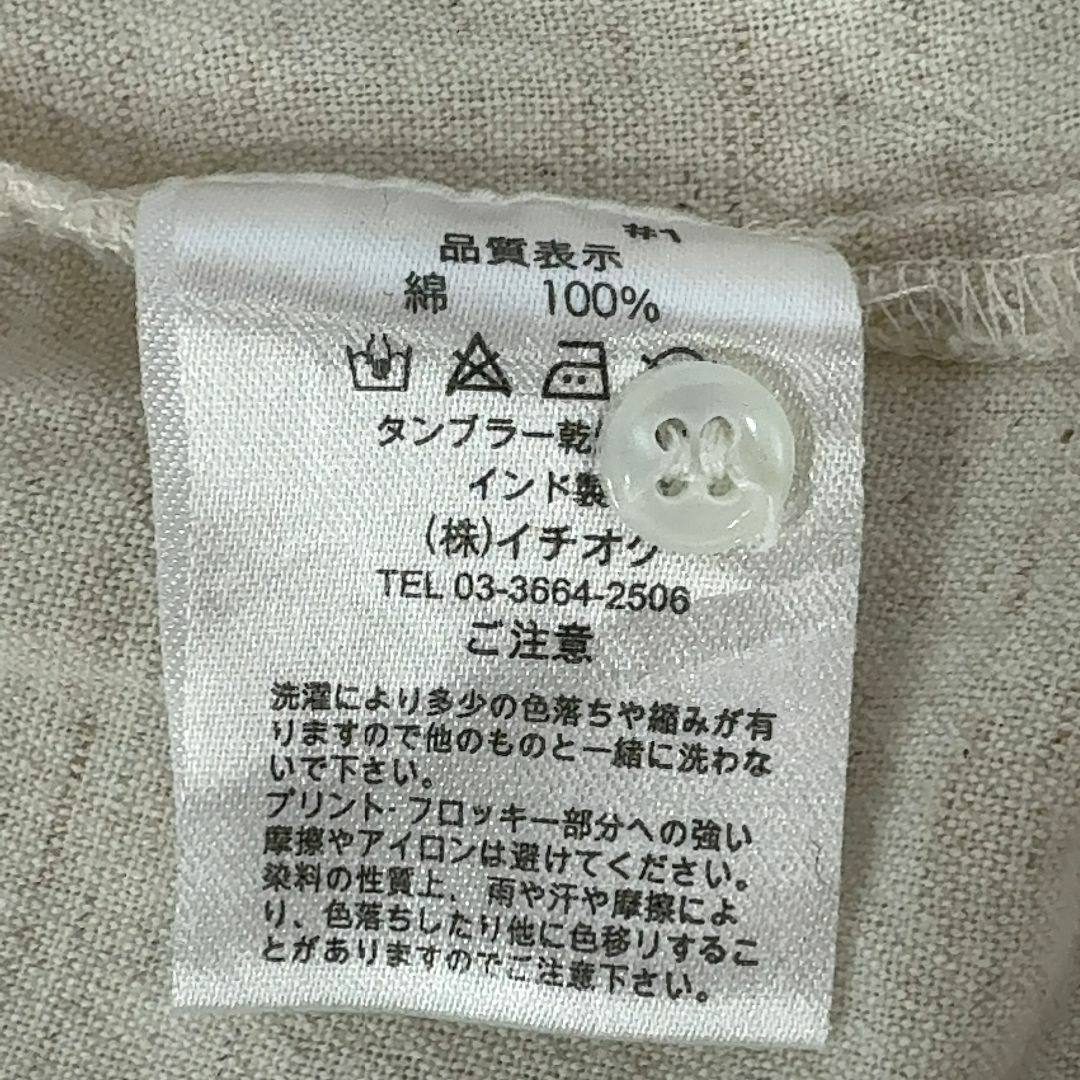 #1
品質表示
綿 100%
タンブラー乾
インド製
(株)イチオク
TEL 03-3664-2506
ご注意
洗濯により多少の色落ちや縮みが有
りますので他のものと一緒に洗わな
いで下さい。
プリント・フロッキー部分への強い
摩擦やアイロンは避けてください。
染料の性質上、雨や汗や摩擦によ
り、色落ちしたり他に色移りするこ
とがありますのでご注意下さい。